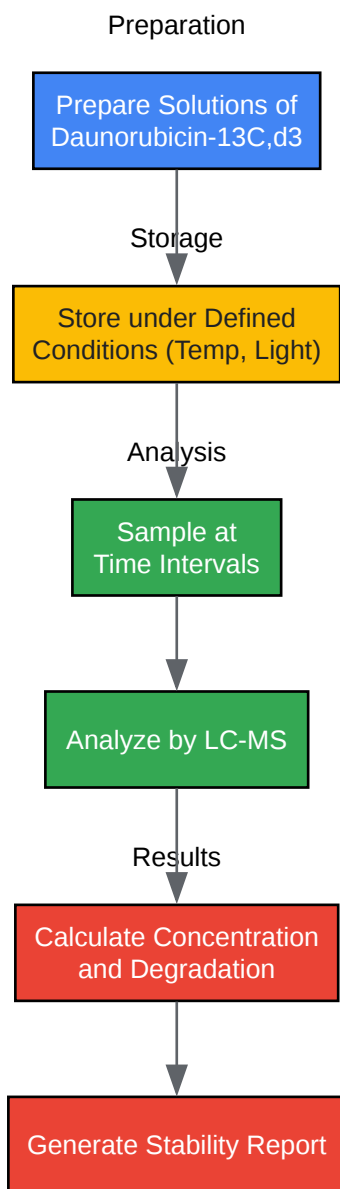 Preparation
Prepare Solutions of
Daunorubicin-13C,d3
Storage
Store under Defined
Conditions (Temp, Light)
Analysis
Sample at
Time Intervals
Analyze by LC-MS
Results
Calculate Concentration
and Degradation
Generate Stability Report